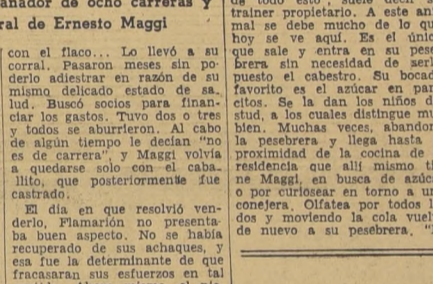 anador de ocho carreras y
ral de Ernesto Maggi
con el flaco... Lo llevó a su
corral. Pasaron meses sin po-
derlo adiestrar en razón de su
mismo delicado estado de sa-
lud. Buscó socios para finan-
ciar los gastos. Tuvo dos o tres
y todos se aburrieron. Al cabo
de algún tiempo le decían "no
es de carrera", y Maggi volvía
a quedarse solo con el caba-
llito, que posteriormente fue
castrado.
El día en que resolvió ven-
derlo, Flamarión no presenta-
ba buen aspecto. No se había
recuperado de sus achaques, y
esa fue la determinante de que
fracasaran sus esfuerzos en tal
trainer propietario. A este an
mal se debe mucho de lo qu
hoy se ve aquí. Es el únic
que sale y entra en su pese
brera sin necesidad de serl
puesto el cabestro. Su bocad
favorito es el azúcar en pan
citos. Se la dan los niños d
stud, a los cuales distingue mu
bien. Muchas veces, abandon
la pesebrera y llega hasta
proximidad de la cocina de
residencia que allí mismo ti
ne Maggi, en busca de azúc
o por curiosear en torno a un
conejera. Olfatea por todos l
dos y moviendo la cola vuel
de nuevo a su pesebrera. "